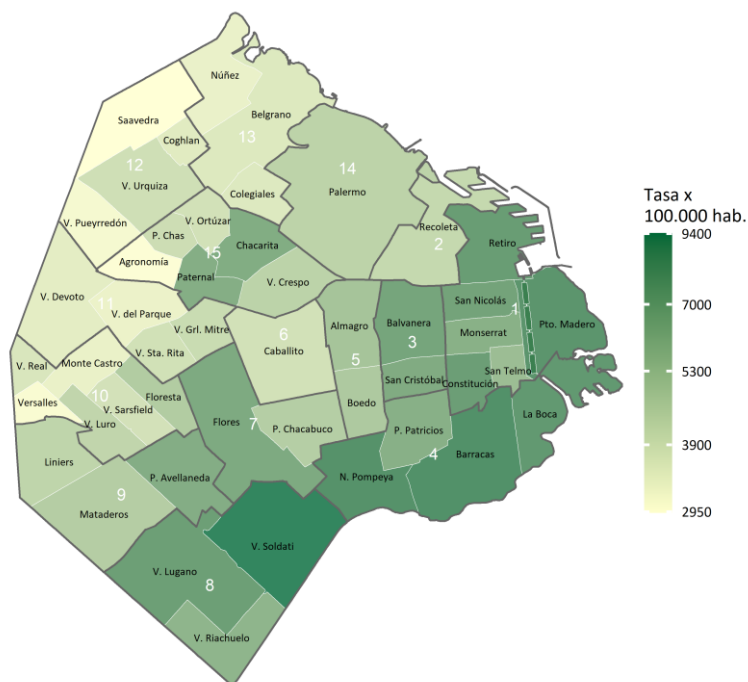 Núñez
Saavedra
Belgrano
Coghlan
13
12
V. Urquiza
14
Colegiales
Palermo
V. Pueyrredón
V. Ortúzar
P. Chas
Chacarita
15
Recoleta
2
Retiro
Agronomía
Paternal
V. Crespo
V. Devoto
11
V. del Parque
San Nicolás
1
V. Grl. Mitre
Almagro
Balvanera
Pto. Madero
6
Monserrat
3
Caballito
5
V. Sta. Rita
Monte Castro
V. Real
San Telmo
San Cristóbal
Constitución
Versalles
10
Floresta
V. Sarsfield
Boedo
La Boca
Flores
7
V. Luro
P. Chacabuco
P. Patricios
4
Barracas
Liniers
P. Avellaneda
N. Pompeya
9
Mataderos
V. Soldati
V. Lugano
8
V. Riachuelo
Tasa x
100.000 hab.
9400
7000
5300
3900
2950